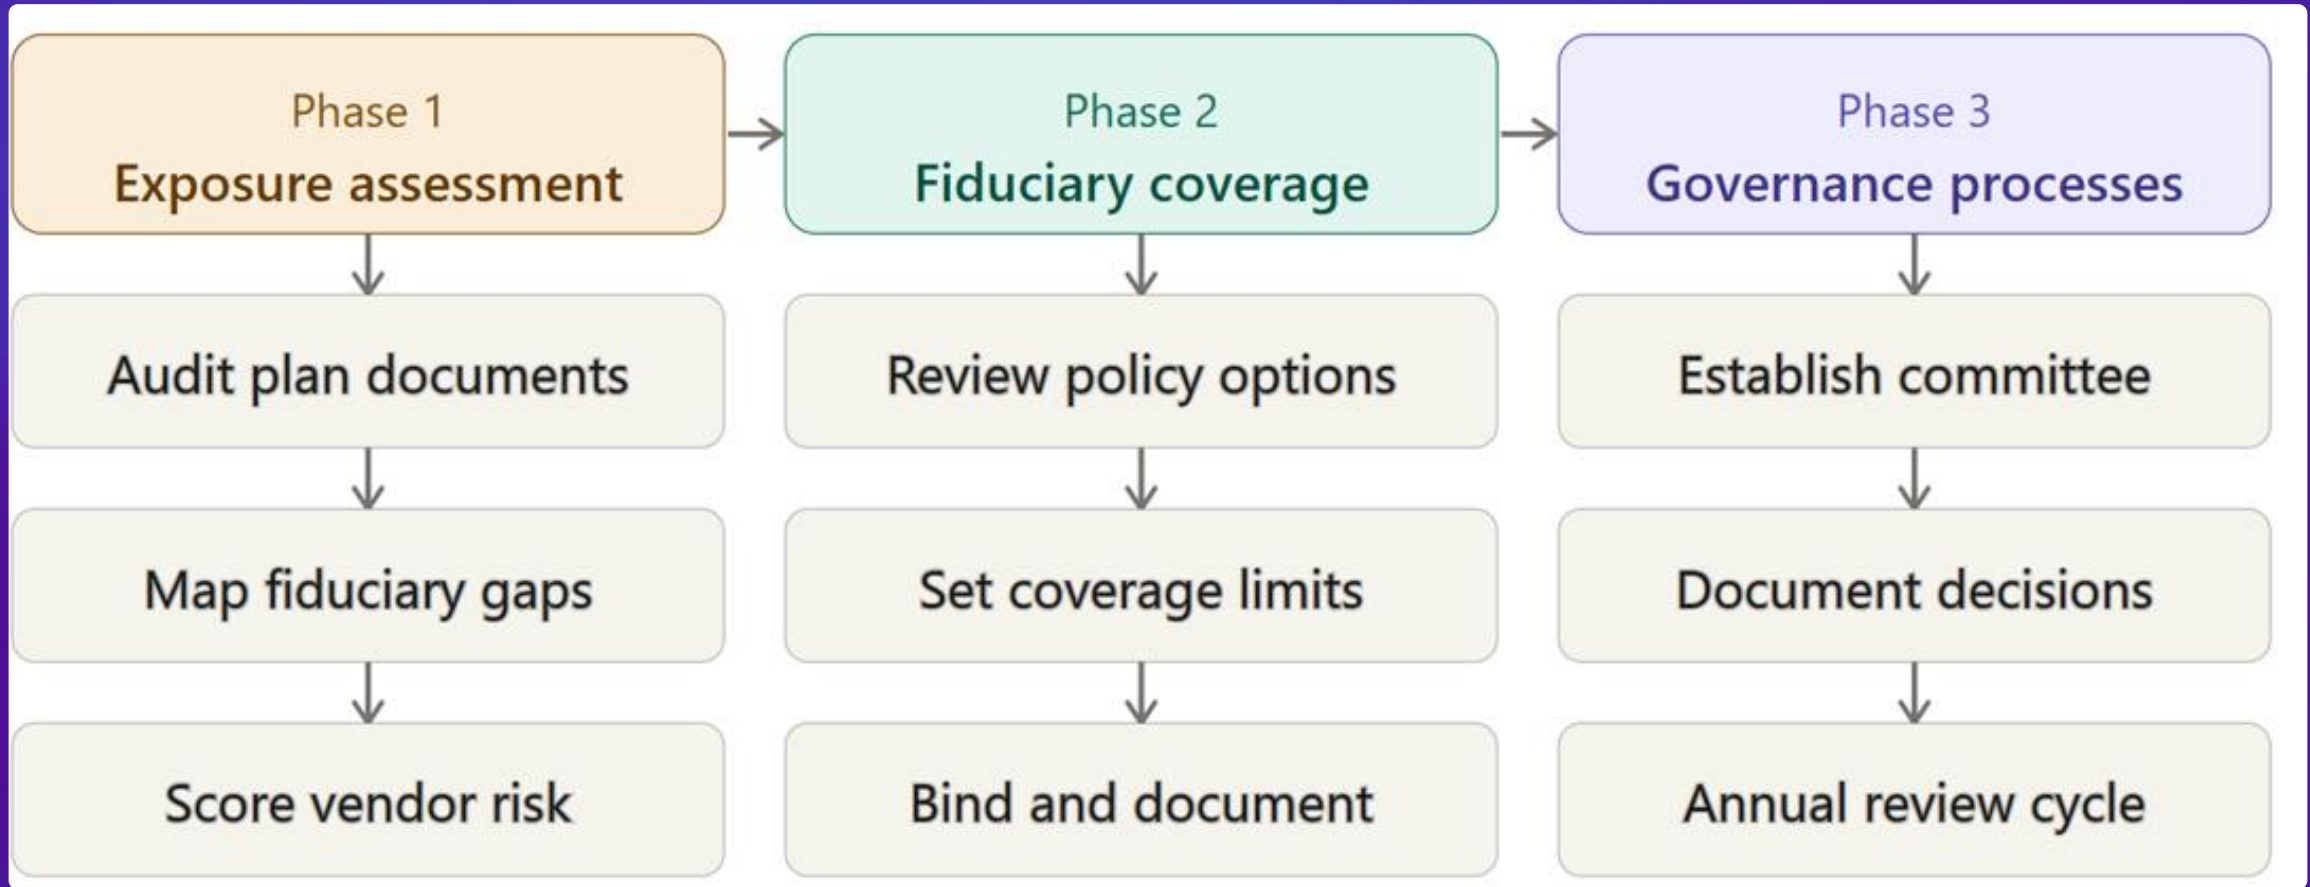 Phase 1
Exposure assessment
Audit plan documents
Map fiduciary gaps
Score vendor risk
Phase 2
Fiduciary coverage
Review policy options
Set coverage limits
Bind and document
Phase 3
Governance processes
Establish committee
Document decisions
Annual review cycle